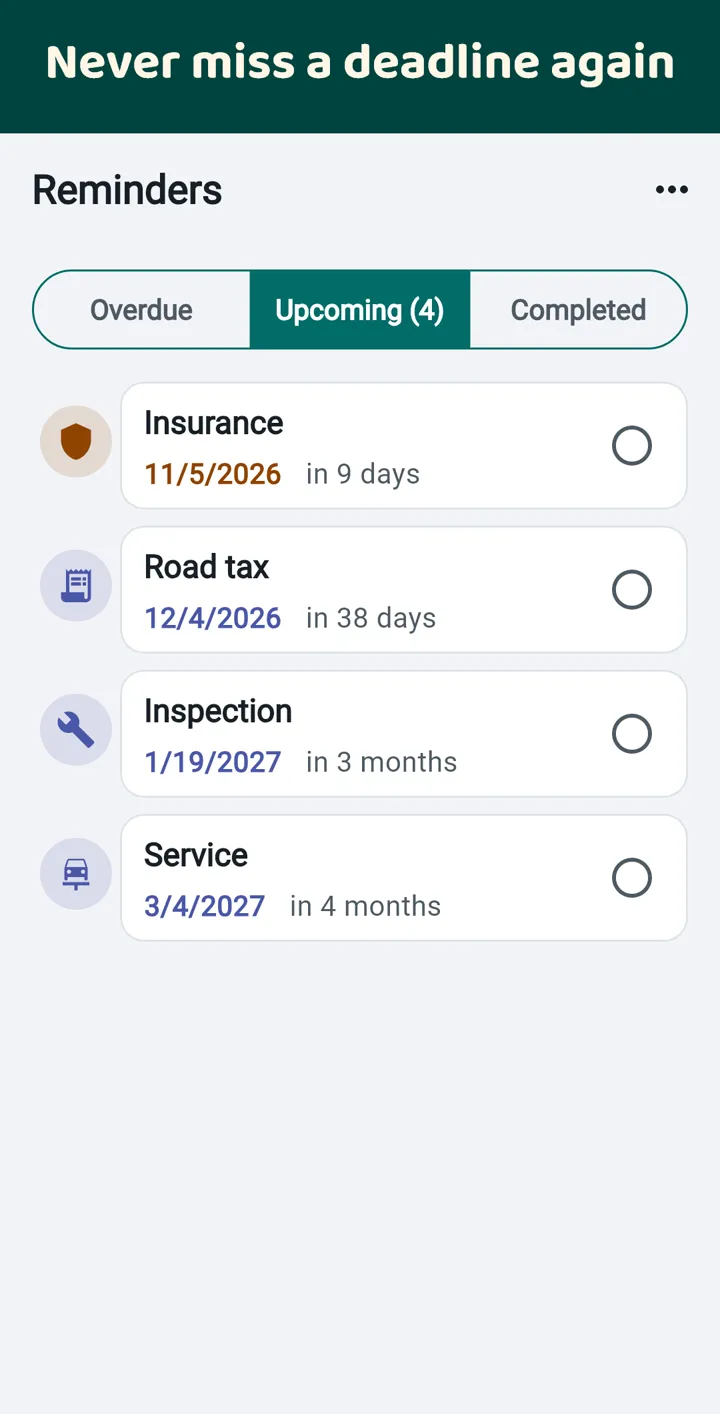 Never miss a deadline again
Reminders
Overdue
Upcoming (4)
Completed
Insurance
11/5/2026 in 9 days
Road tax
12/4/2026 in 38 days
Inspection
1/19/2027 in 3 months
Service
3/4/2027 in 4 months